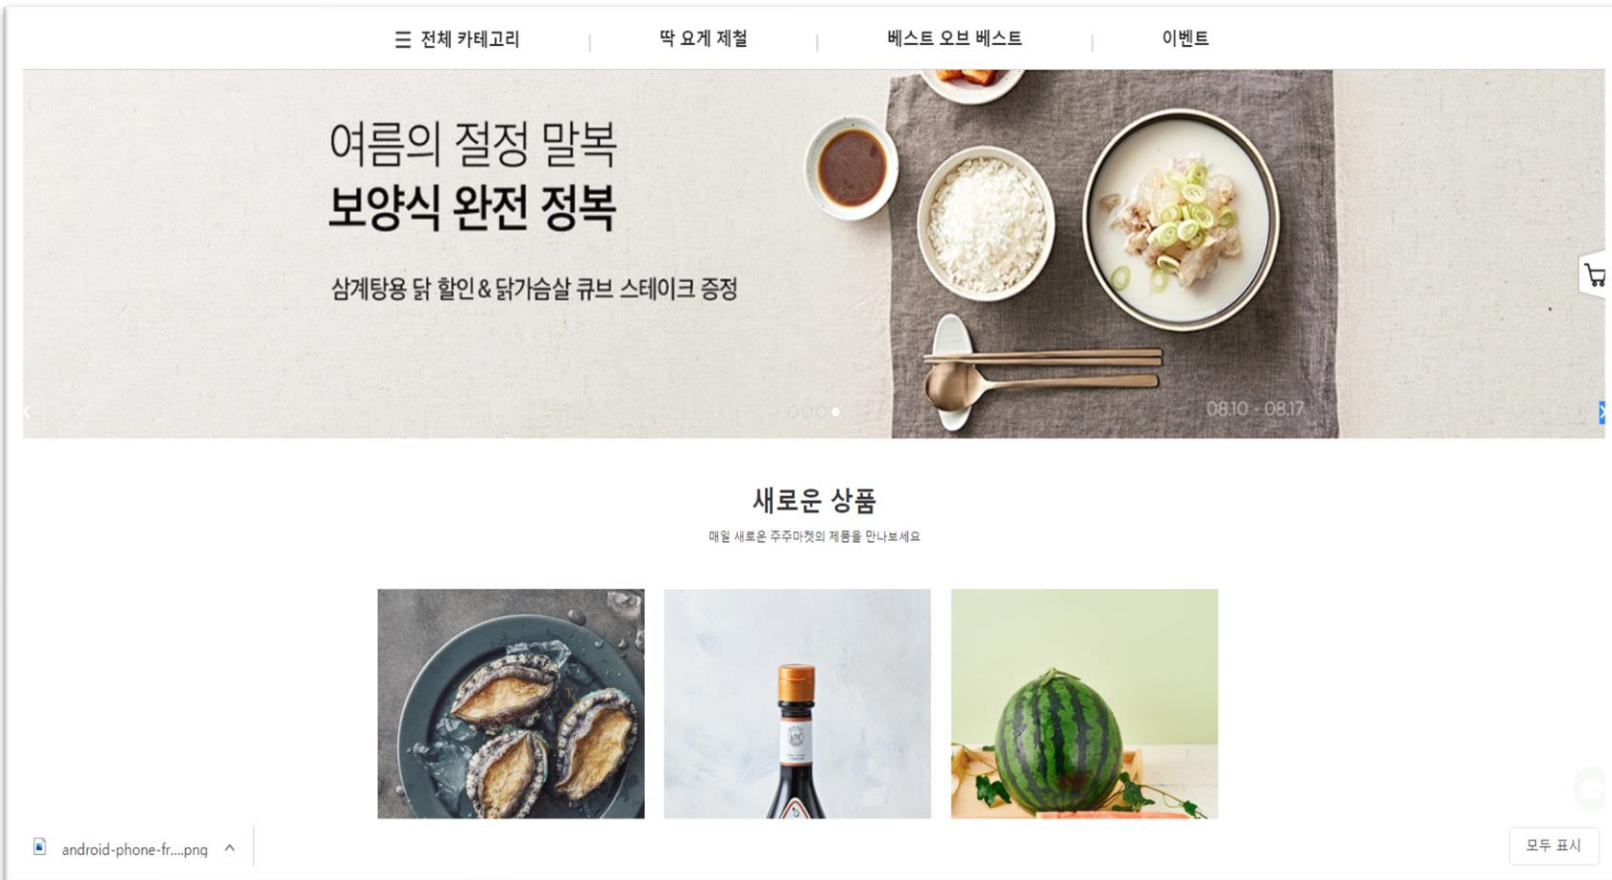 전체 카테고리
딱 요게 제철
베스트 오브 베스트
이벤트
여름의 절정 말복
보양식 완전 정복
삼계탕용 닭 할인 & 닭가슴살 큐브 스테이크 증정
08.10 - 08.17
새로운 상품
매일 새로운 주주마켓의 제품을 만나보세요
android-phone-fr....png
모두 표시